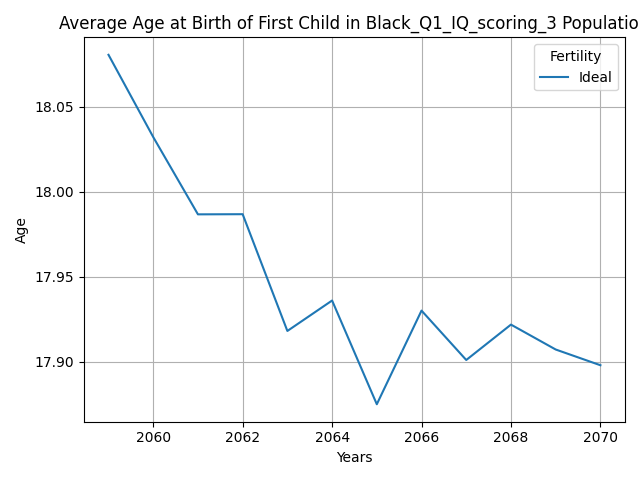 Average Age at Birth of First Child in Black_Q1_IQ_scoring_3 Populatio
Fertility
Ideal
18.05
18.00
17.95
17.90
Age
2060 2062 2064 2066 2068 2070
Years